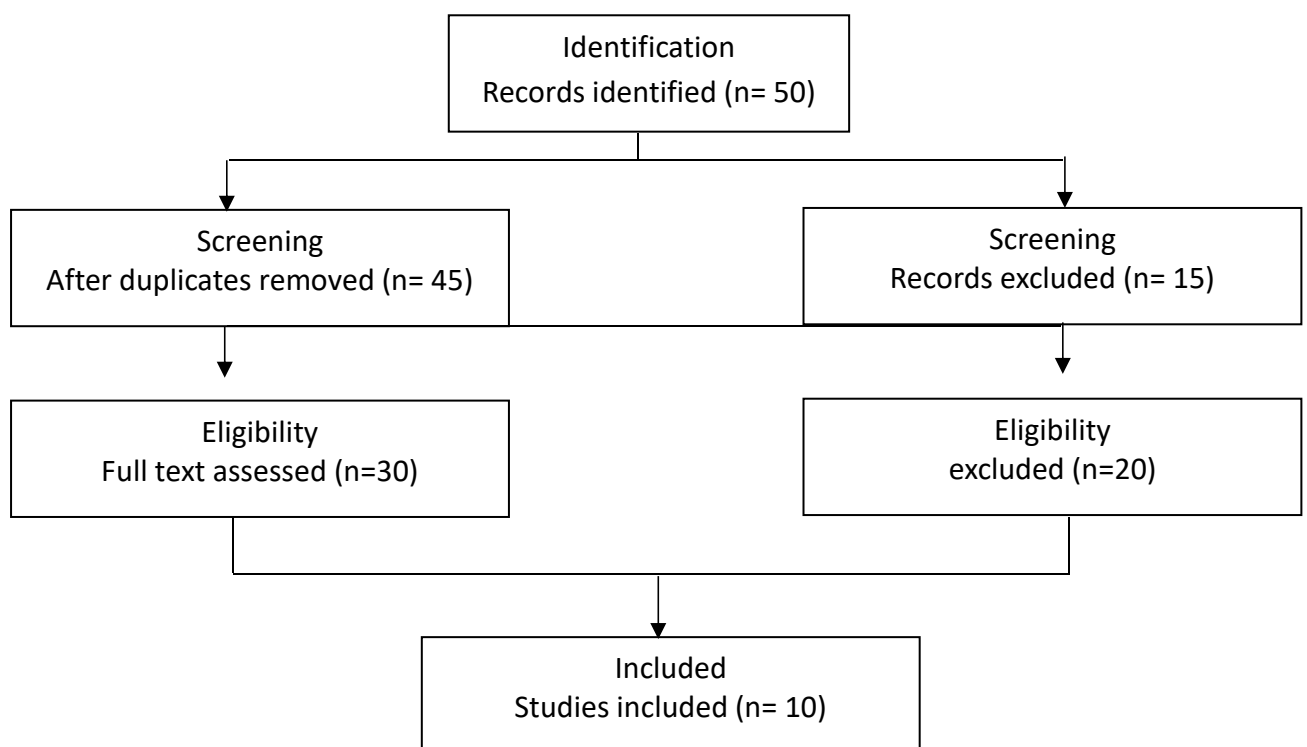 Identification
Records identified (n= 50)
Screening
After duplicates removed (n= 45)
Screening
Records excluded (n= 15)
Eligibility
Full text assessed (n=30)
Eligibility
excluded (n=20)
Included
Studies included (n= 10)